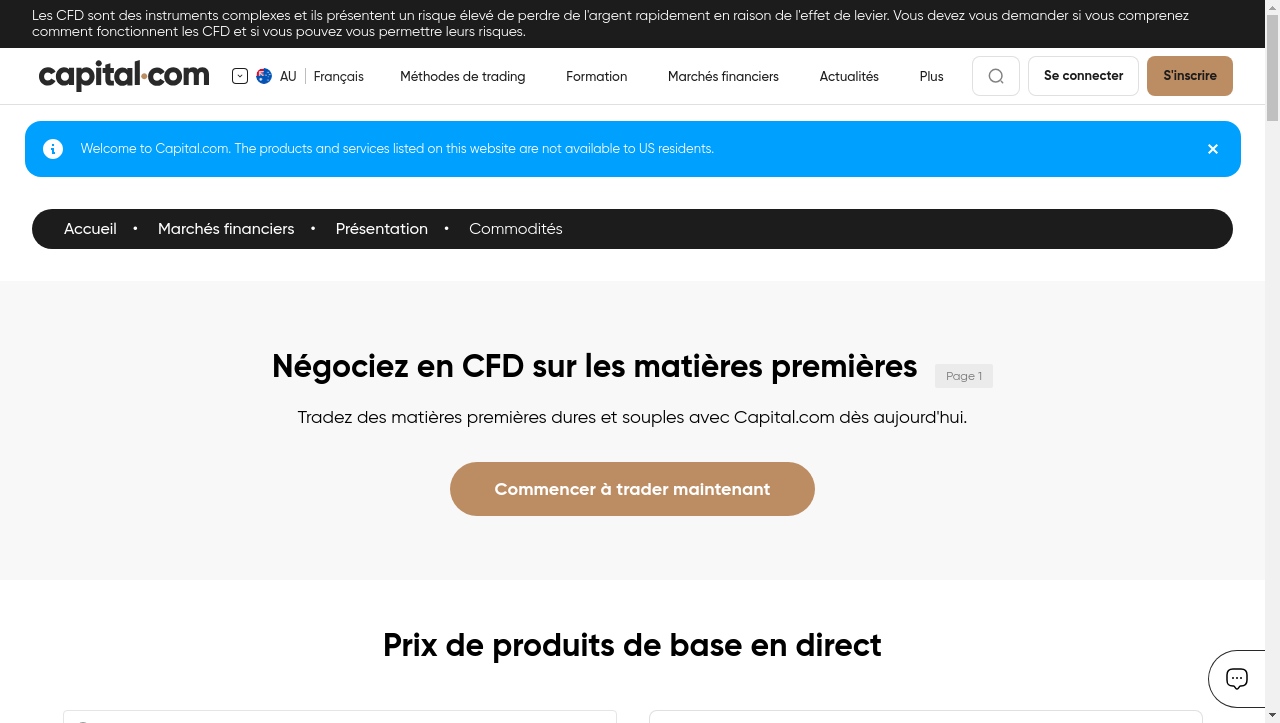 Les CFD sont des instruments complexes et ils présentent un risque élevé de perdre de l'argent rapidement en raison de l'effet de levier. Vous devez vous demander si vous comprenez
comment fonctionnent les CFD et si vous pouvez vous permettre leurs risques.
capital.com
AU Français Méthodes de trading Formation Marchés financiers Actualités Plus Se connecter S'inscrire
Welcome to Capital.com. The products and services listed on this website are not available to US residents.
Accueil • Marchés financiers • Présentation • Commodités
Négociez en CFD sur les matières premières Page 1
Tradez des matières premières dures et souples avec Capital.com dès aujourd'hui.
Commencer à trader maintenant
Prix de produits de base en direct